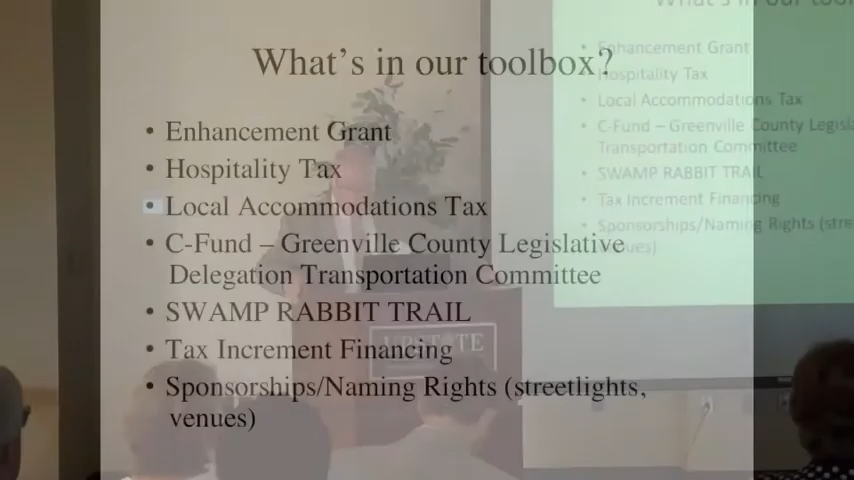 What's in our toolbox?
• Enhancement Grant
• Hospitality Tax
• Local Accommodations Tax
• C-Fund – Greenville County Legislative
Delegation Transportation Committee
• SWAMP RABBIT TRAIL
• Tax Increment Financing
• Sponsorships/Naming Rights (streetlights,
venues)
What's in our tool
• Enhancement Grant
• Hospitality Tax
• Local Accommodations Tax
• C-Fund – Greenville County Legisla
Transportation Committee
• SWAMP RABBIT TRAIL
• Tax Increment Financing
• Sponsorships/Naming Rights (stre
venues)
UPSTATE